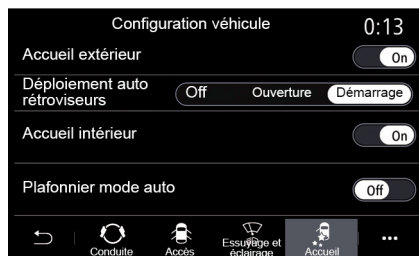 Configuration véhicule 0:13
Accueil extérieur On
Déploiement auto
rétroviseurs Off Ouverture Démarrage
Accueil intérieur On
Plafonnier mode auto Off
Conduite Accès Essuyage et
éclairage Accueil